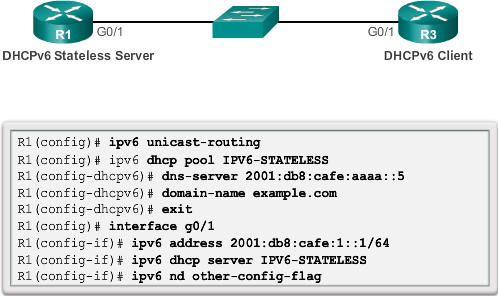 R1
G0/1
G0/1
R3
DHCPv6 Stateless Server
DHCPv6 Client
R1(config)# ipv6 unicast-routing
R1(config)# ipv6 dhcp pool IPV6-STATELESS
R1(config-dhcpv6)# dns-server 2001:db8:cafe:aaaa::5
R1(config-dhcpv6)# domain-name example.com
R1(config-dhcpv6)# exit
R1(config)# interface g0/1
R1(config-if)# ipv6 address 2001:db8:cafe:1::1/64
R1(config-if)# ipv6 dhcp server IPV6-STATELESS
R1(config-if)# ipv6 nd other-config-flag